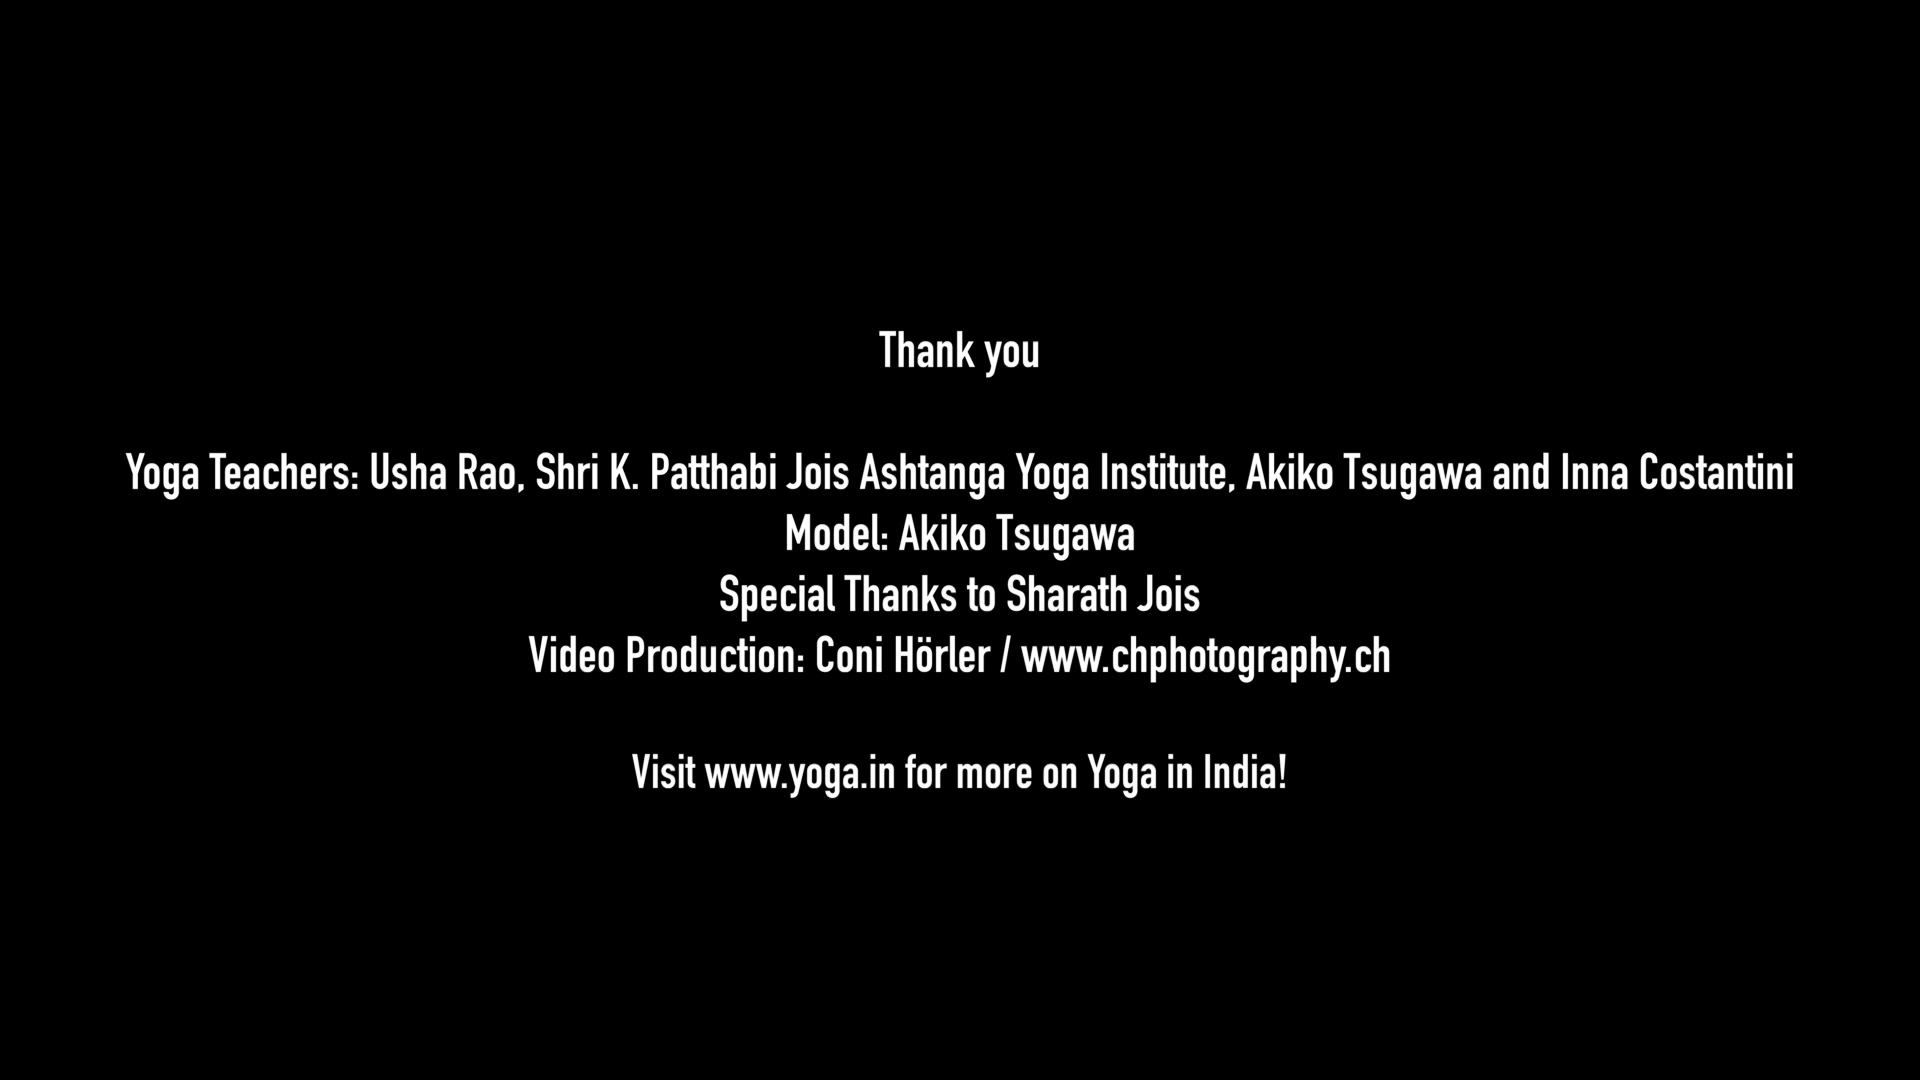 Thank you
Yoga Teachers: Usha Rao, Shri K. Patthabi Jois Ashtanga Yoga Institute, Akiko Tsugawa and Inna Costantini
Model: Akiko Tsugawa
Special Thanks to Sharath Jois
Video Production: Coni Hörler / www.chphotography.ch
Visit www.yoga.in for more on Yoga in India!